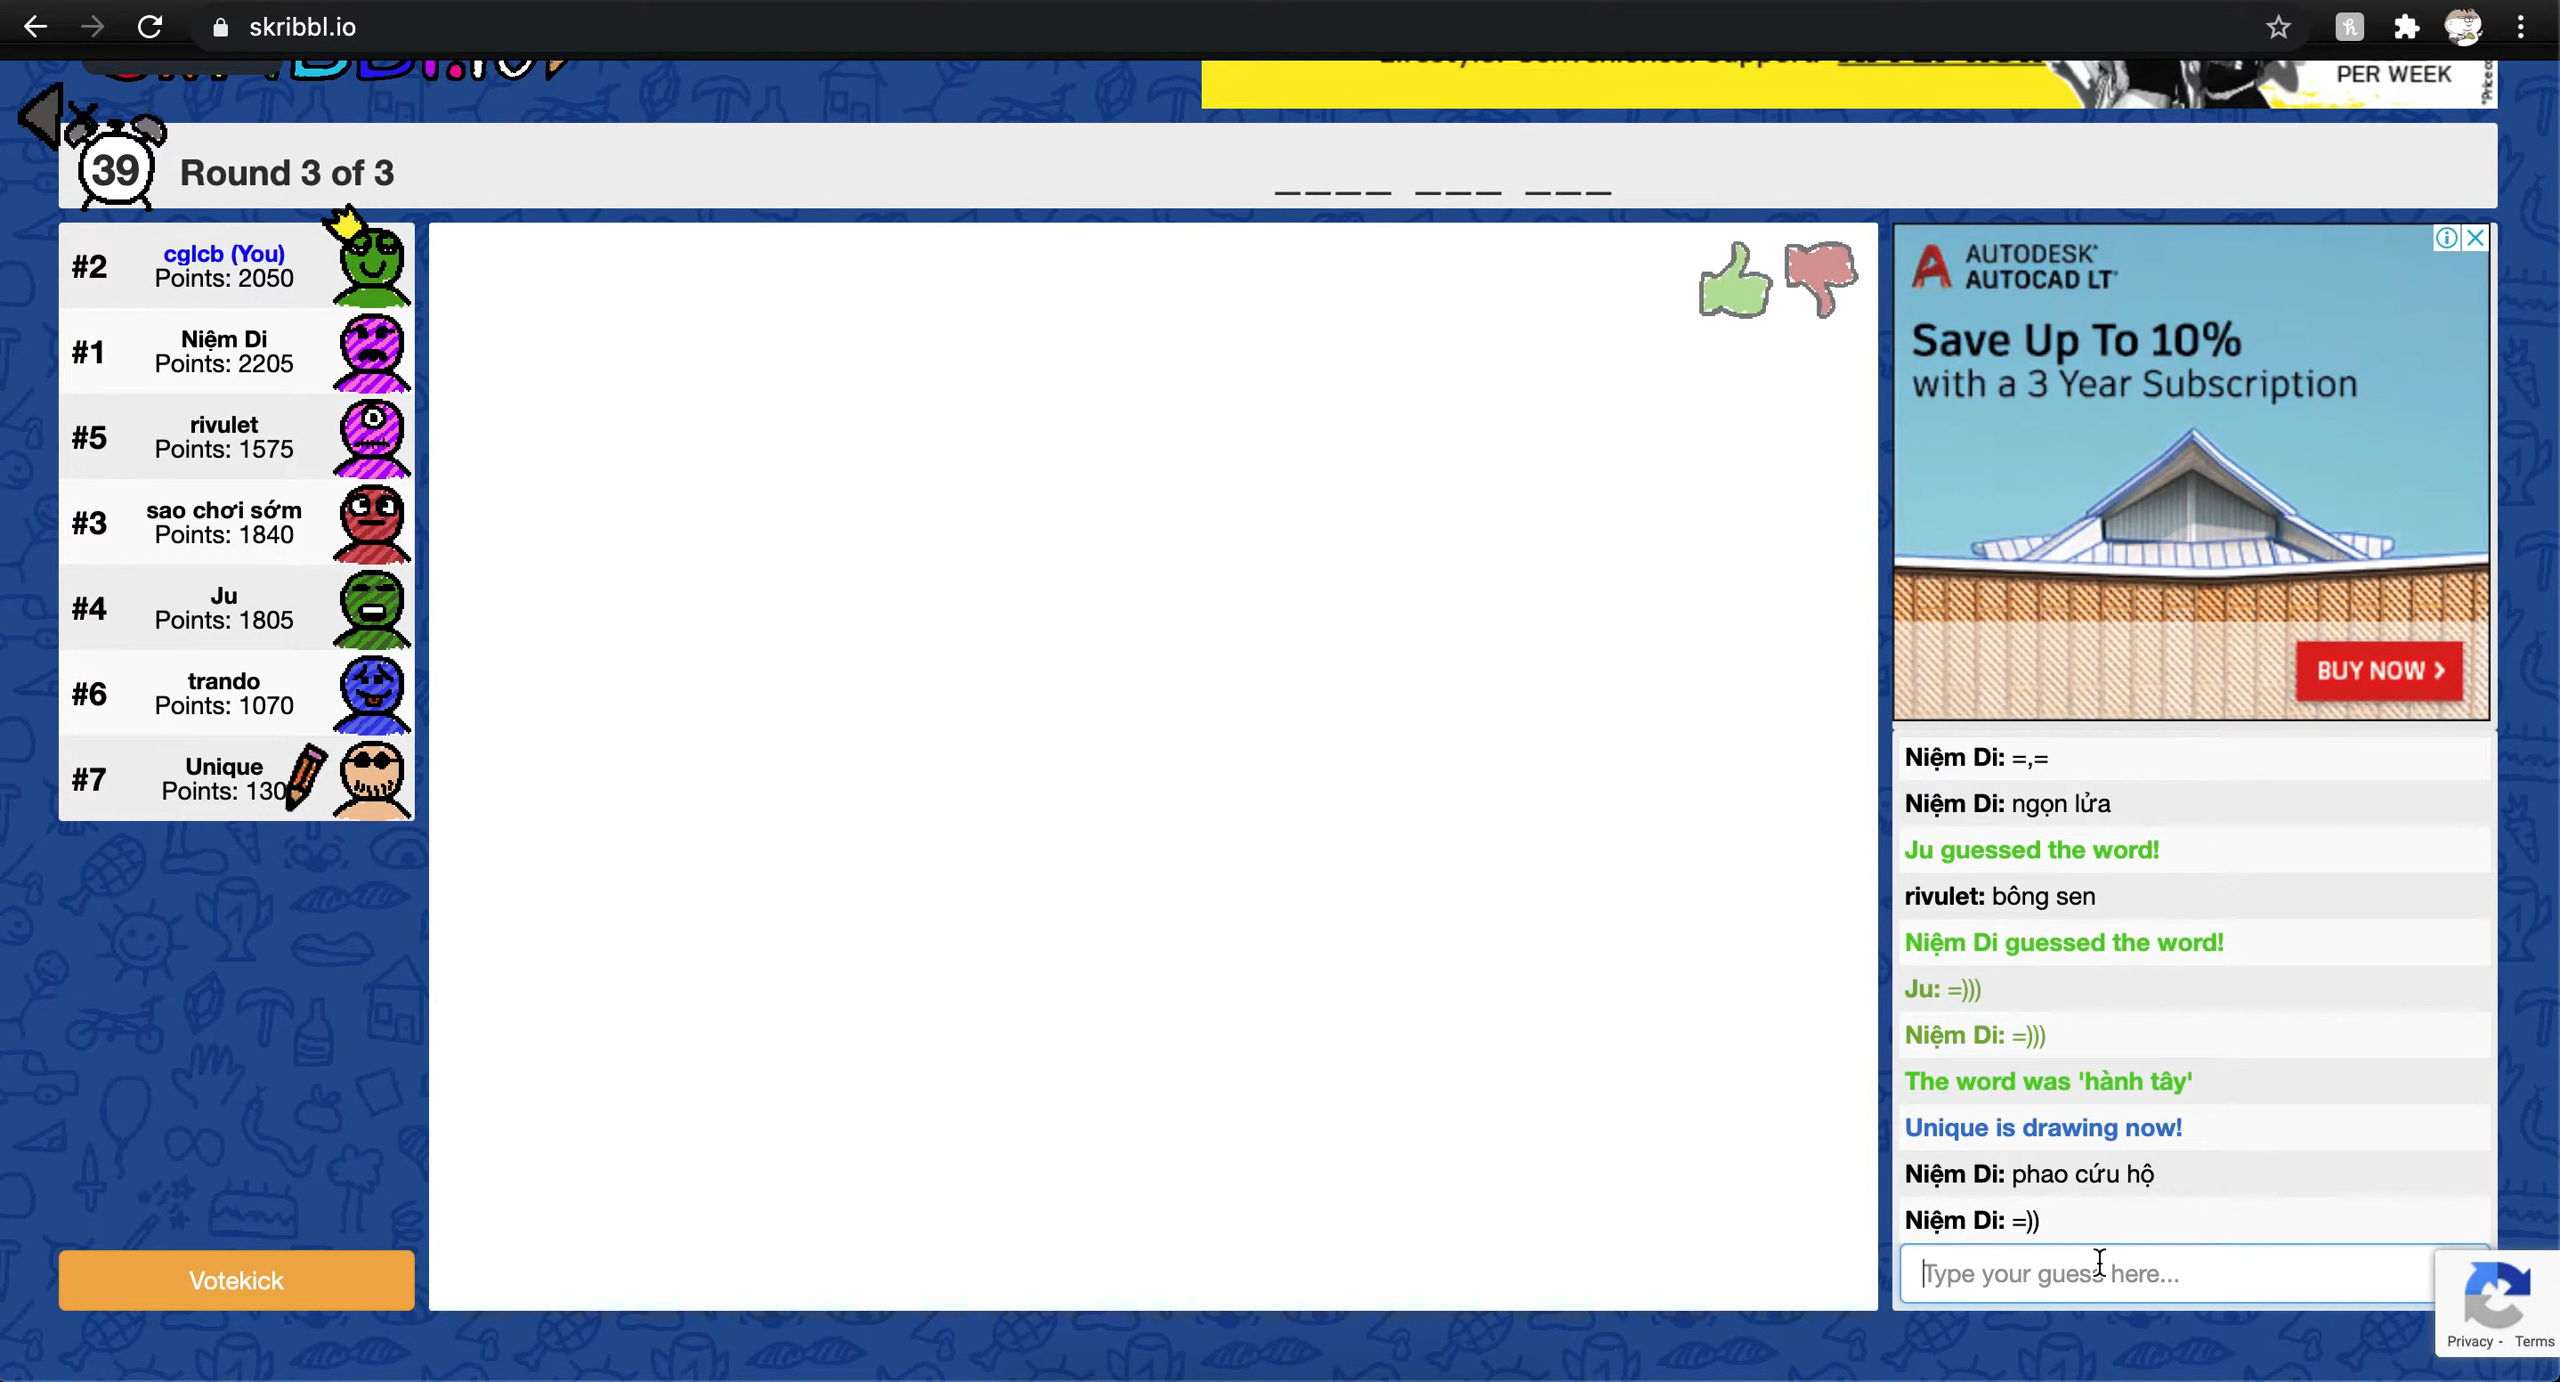 skribbl.io
PER WEEK
39
Round 3 of 3
____ ___ ___
#2
cglcb (You)
Points: 2050
#1
Niệm Di
Points: 2205
#5
rivulet
Points: 1575
#3
sao chơi sớm
Points: 1840
#4
Ju
Points: 1805
#6
trando
Points: 1070
#7
Unique
Points: 130
Votekick
AUTODESK®
AUTOCAD LT®
Save Up To 10%
with a 3 Year Subscription
BUY NOW >
Niệm Di: =,=
Niệm Di: ngọn lửa
Ju guessed the word!
rivulet: bông sen
Niệm Di guessed the word!
Ju: =)))
Niệm Di: =)))
The word was 'hành tây'
Unique is drawing now!
Niệm Di: phao cứu hộ
Niệm Di: =))
Type your guess here...
Privacy - Terms